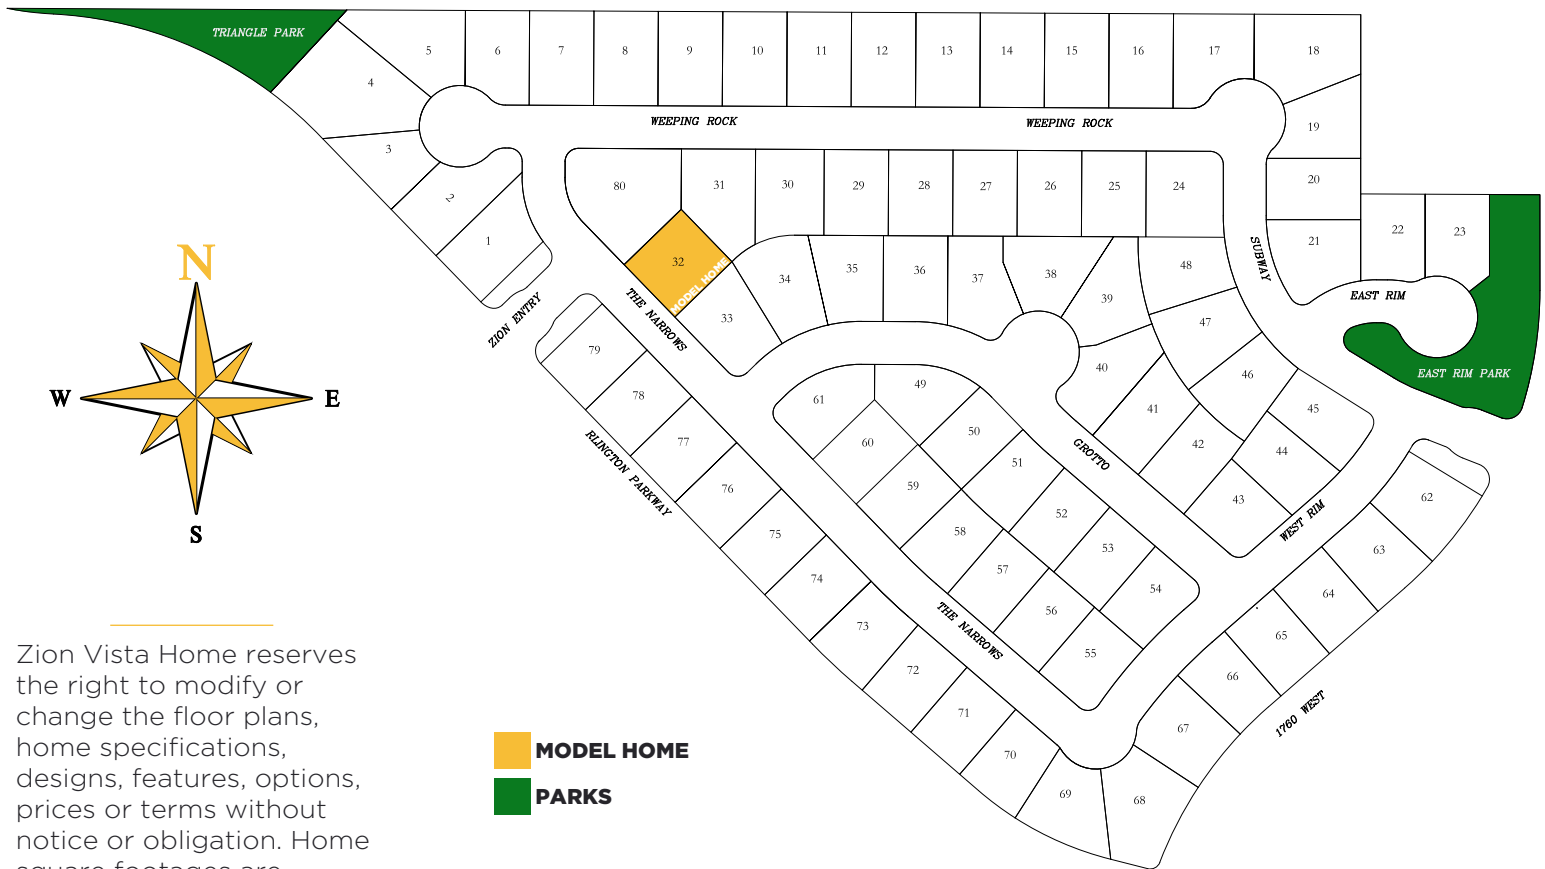 TRIANGLE PARK
5
6
7
8
9
10
11
12
13
14
15
16
17
18
4
WEEPING ROCK
WEEPING ROCK
19
3
2
1
80
31
30
29
28
27
26
25
24
20
22
23
21
32
MODEL HOME
33
34
35
36
37
38
39
48
47
SUBWAY
EAST RIM
EAST RIM PARK
N
W
E
S
ZION ENTRY
THE NARROWS
79
78
77
76
75
74
73
72
71
70
69
68
RLINGTON PARKWAY
61
49
60
50
59
51
58
52
57
53
56
54
55
40
41
42
43
44
45
46
GROTTO
WEST RIM
THE NARROWS
62
63
64
65
66
67
1760 WEST
Zion Vista Home reserves
the right to modify or
change the floor plans,
home specifications,
designs, features, options,
prices or terms without
notice or obligation. Home
square footages are
MODEL HOME
PARKS